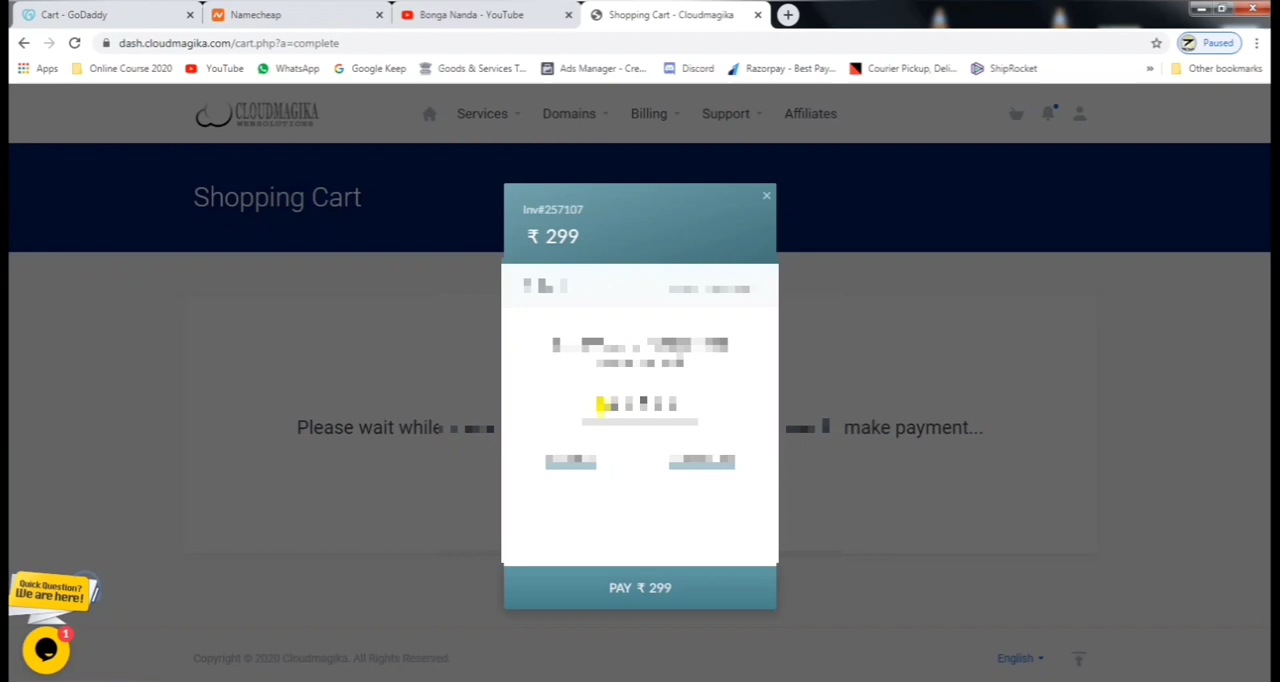 Cart - GoDaddy
Namecheap
Bonga Nanda - YouTube
Shopping Cart - Cloudmagika
dash.cloudmagika.com/cart.php?a=complete
Paused
Apps
Online Course 2020
YouTube
WhatsApp
Google Keep
Goods & Services T...
Ads Manager - Cre...
Discord
Razorpay - Best Pay...
Courier Pickup, Deli...
ShipRocket
»
Other bookmarks
CLOUDMAGIKA
WEBSOLUTIONS
Services
Domains
Billing
Support
Affiliates
Shopping Cart
Inv#257107
₹ 299
Please wait while
make payment...
PAY ₹ 299
Quick Question?
We are here!
1
Copyright © 2020 Cloudmagika. All Rights Reserved.
English